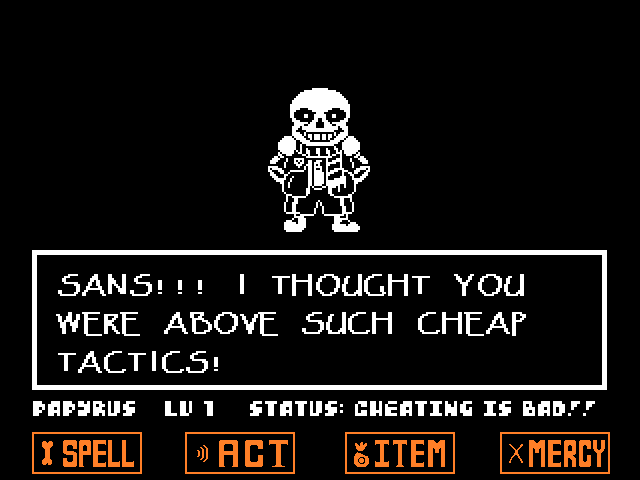 SANS!!! I THOUGHT YOU
WERE ABOVE SUCH CHEAP
TACTICS!
PAPYRUS LV 1 STATUS: CHEATING IS BAD!!
SPELL ACT ITEM MERCY